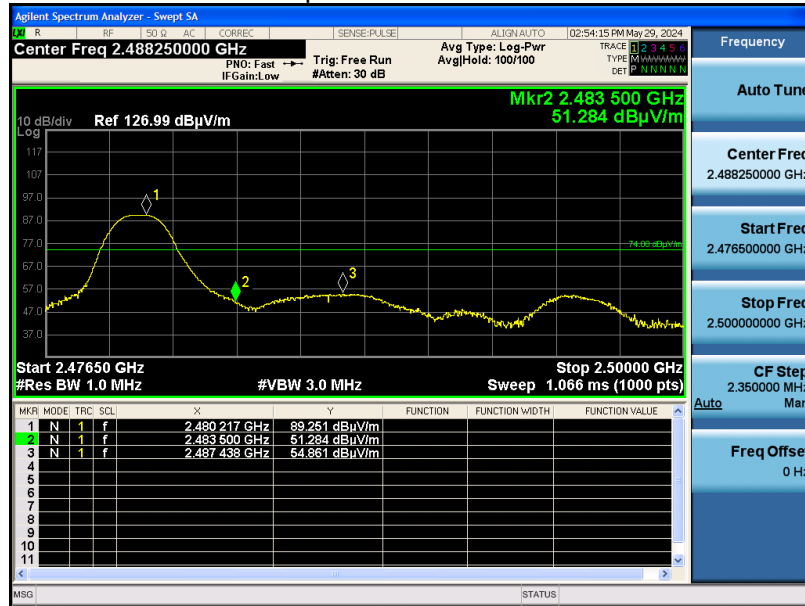 Agilent Spectrum Analyzer - Swept SA
LXI R RF 50 Ω AC CORREC SENSE:PULSE ALIGN AUTO 02:54:15 PM May 29, 2024
Center Freq 2.488250000 GHz
PNO: Fast
IFGain:Low
Trig: Free Run
#Atten: 30 dB
Avg Type: Log-Pwr
Avg|Hold: 100/100
TRACE 1 2 3 4 5 6
TYPE M
DET P N N N N N
Mkr2 2.483 500 GHz
51.284 dBµV/m
10 dB/div Ref 126.99 dBµV/m
Log
117
107
97.0
87.0
77.0
67.0
57.0
47.0
37.0
1
2
3
74.00 dBµV/m
Start 2.47650 GHz Stop 2.50000 GHz
#Res BW 1.0 MHz #VBW 3.0 MHz Sweep 1.066 ms (1000 pts)
MKR MODE TRC SCL X Y FUNCTION FUNCTION WIDTH FUNCTION VALUE
1 N 1 f 2.480 217 GHz 89.251 dBµV/m
2 N 1 f 2.483 500 GHz 51.284 dBµV/m
3 N 1 f 2.487 438 GHz 54.861 dBµV/m
4
5
6
7
8
9
10
11
MSG STATUS
Frequency
Auto Tune
Center Freq
2.488250000 GHz
Start Freq
2.476500000 GHz
Stop Freq
2.500000000 GHz
CF Step
2.350000 MHz
Auto Man
Freq Offset
0 Hz